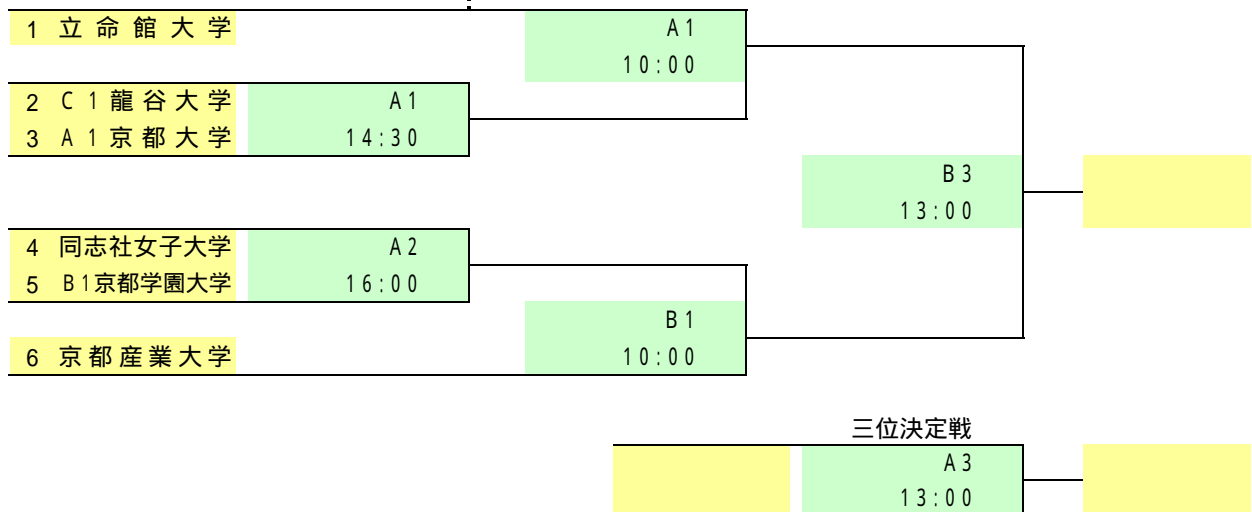 1 立命館大学
A1
10:00
2 C1龍谷大学 A1
3 A1京都大学 14:30
B3
13:00
4 同志社女子大学 A2
5 B1京都学園大学 16:00
B1
6 京都産業大学 10:00
三位決定戦
A3
13:00